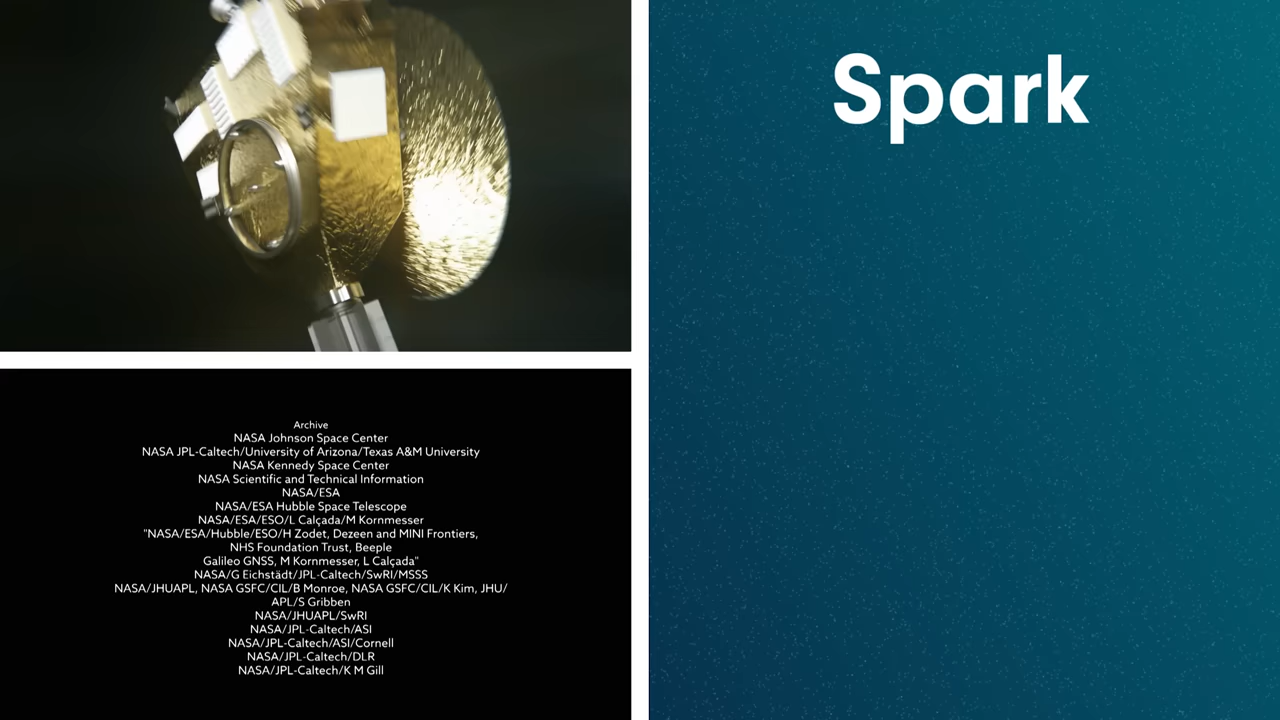 Spark
Archive
NASA Johnson Space Center
NASA JPL-Caltech/University of Arizona/Texas A&M University
NASA Kennedy Space Center
NASA Scientific and Technical Information
NASA/ESA
NASA/ESA Hubble Space Telescope
NASA/ESA/ESO/L Calçada/M Kornmesser
"NASA/ESA/Hubble/ESO/H Zodet, Dezeen and MINI Frontiers,
NHS Foundation Trust, Beeple
Galileo GNSS, M Kornmesser, L Calçada"
NASA/G Eichstädt/JPL-Caltech/SwRI/MSSS
NASA/JHUAPL, NASA GSFC/CIL/B Monroe, NASA GSFC/CIL/K Kim, JHU/
APL/S Gribben
NASA/JHUAPL/SwRI
NASA/JPL-Caltech/ASI
NASA/JPL-Caltech/ASI/Cornell
NASA/JPL-Caltech/DLR
NASA/JPL-Caltech/K M Gill